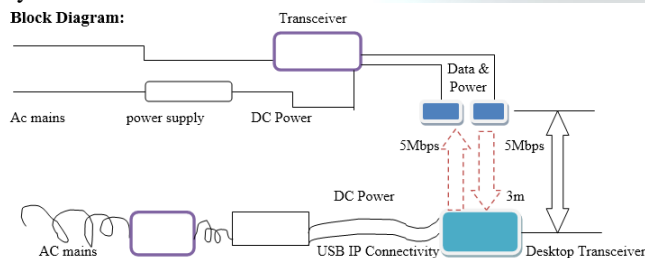 Block Diagram:
Transceiver
Data &
Power
Ac mains
power supply
DC Power
5Mbps
5Mbps
3m
DC Power
AC mains
USB IP Connectivity
Desktop Transceiver